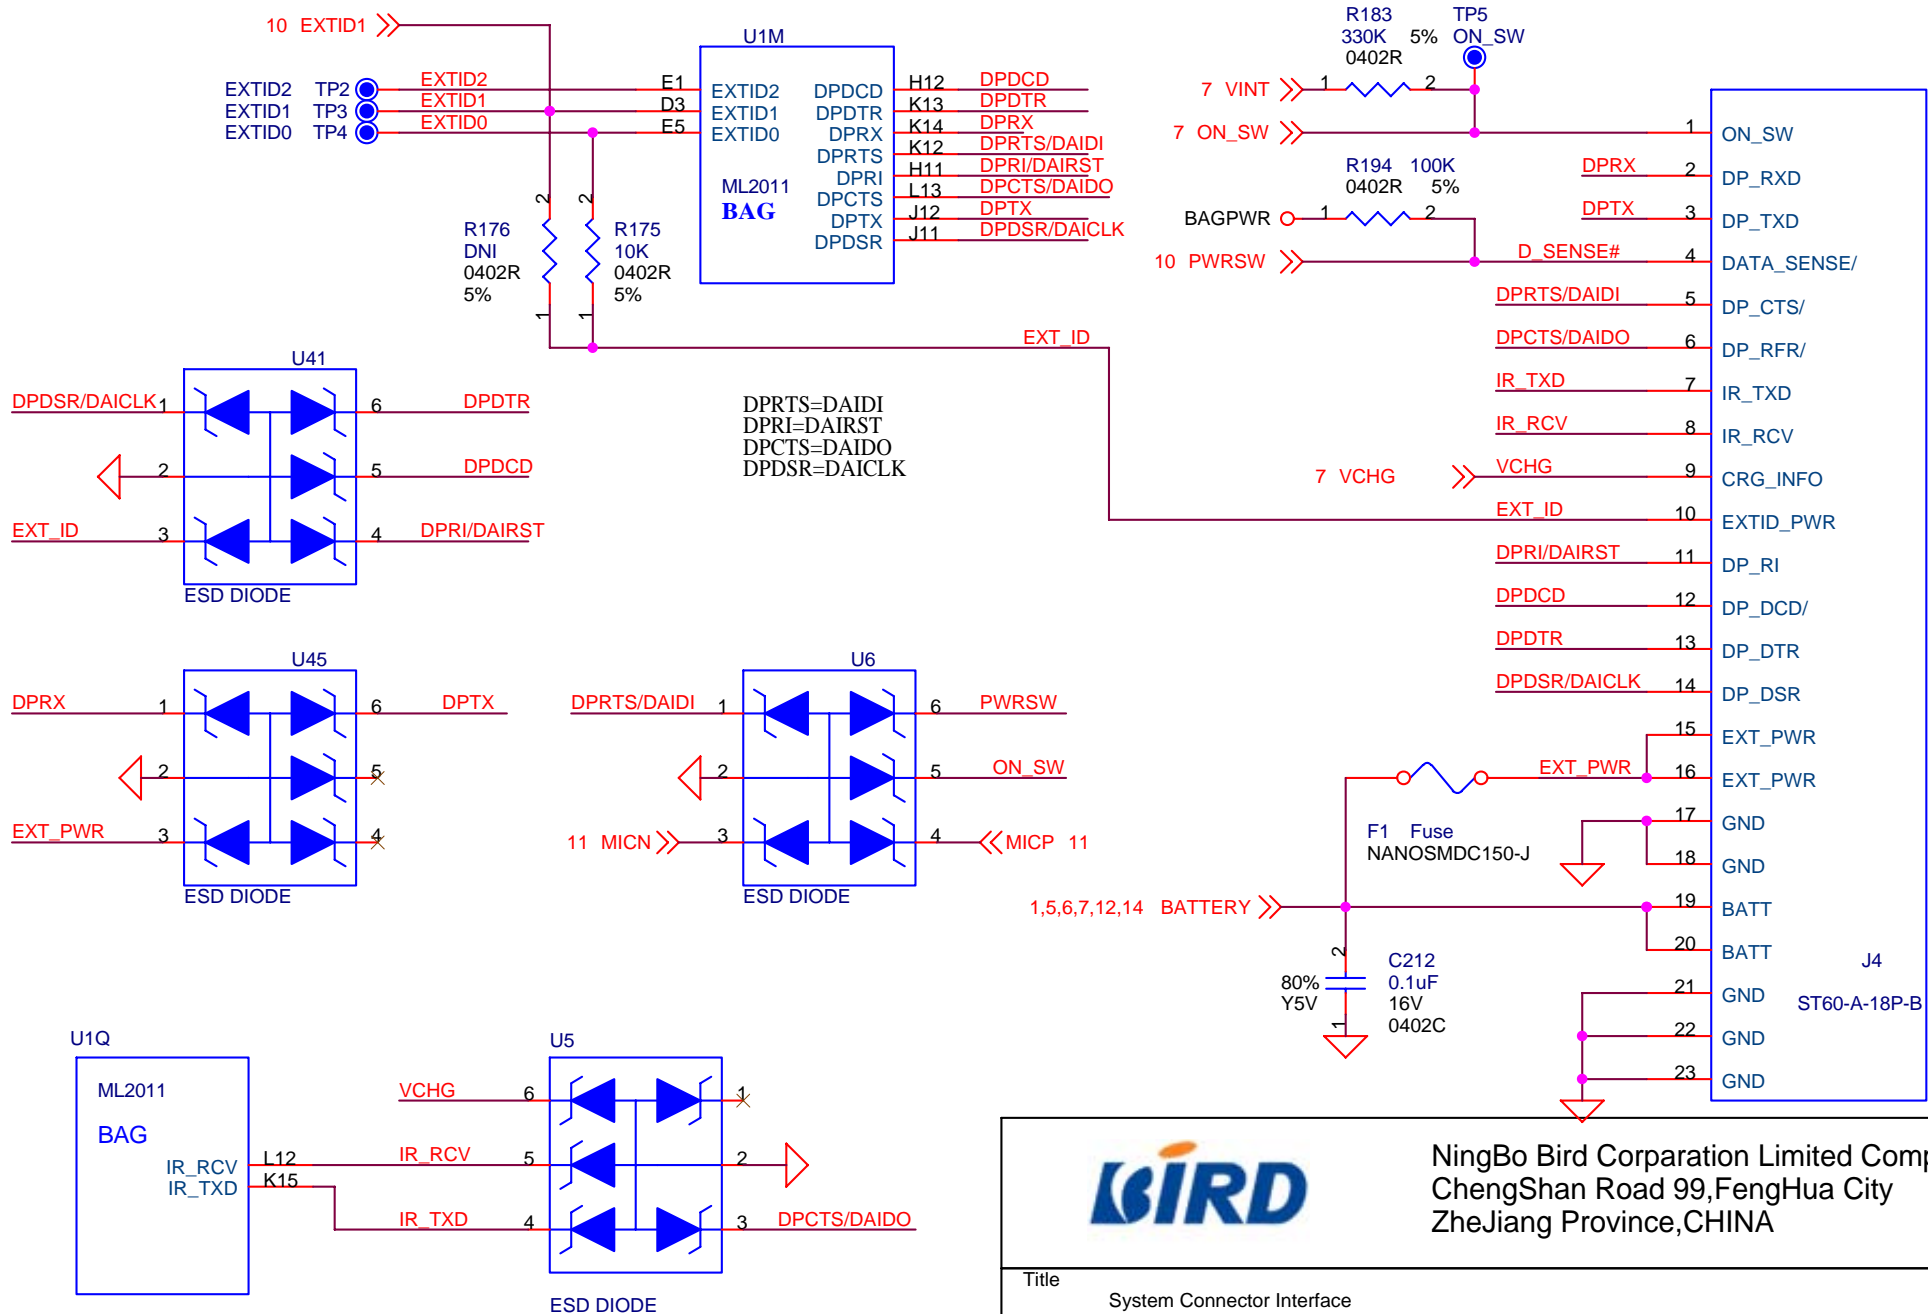 10 EXTID1
EXTID2 TP2 EXTID2
EXTID1 TP3 EXTID1
EXTID0 TP4 EXTID0
U1M
E1 EXTID2
D3 EXTID1
E5 EXTID0
ML2011
BAG
DPDCD H12 DPDCD
DPDTR K13 DPDTR
DPRX K14 DPRX
DPRTS K12 DPRTS/DAIDI
DPRI H11 DPRI/DAIRST
DPCTS L13 DPCTS/DAIDO
DPTX J12 DPTX
DPDSR J11 DPDSR/DAICLK
2 2
R176
DNI
0402R
5%
R175
10K
0402R
5%
1 1
EXT_ID
DPRTS=DAIDI
DPRI=DAIRST
DPCTS=DAIDO
DPDSR=DAICLK
R183
330K 5%
0402R
TP5
ON_SW
7 VINT 1 2
7 ON_SW
R194 100K
0402R 5%
BAGPWR 1 2
10 PWRSW
D_SENSE#
1 ON_SW
DPRX 2 DP_RXD
DPTX 3 DP_TXD
4 DATA_SENSE/
DPRTS/DAIDI 5 DP_CTS/
DPCTS/DAIDO 6 DP_RFR/
IR_TXD 7 IR_TXD
IR_RCV 8 IR_RCV
7 VCHG VCHG 9 CRG_INFO
EXT_ID 10 EXTID_PWR
DPRI/DAIRST 11 DP_RI
DPDCD 12 DP_DCD/
DPDTR 13 DP_DTR
DPDSR/DAICLK 14 DP_DSR
15 EXT_PWR
EXT_PWR 16 EXT_PWR
17 GND
18 GND
19 BATT
20 BATT
21 GND
22 GND
23 GND
J4
ST60-A-18P-B
F1 Fuse
NANOSMDC150-J
1,5,6,7,12,14 BATTERY
2
80%
Y5V
C212
0.1uF
16V
0402C
1
U41
DPDSR/DAICLK 1 6 DPDTR
2 5 DPDCD
EXT_ID 3 4 DPRI/DAIRST
ESD DIODE
U45
DPRX 1 6 DPTX
2 5
EXT_PWR 3 4
ESD DIODE
U6
DPRTS/DAIDI 1 6 PWRSW
2 5 ON_SW
11 MICN 3 4 MICP 11
ESD DIODE
U1Q
ML2011
BAG
IR_RCV L12
IR_TXD K15
U5
VCHG 6 1
IR_RCV 5 2
IR_TXD 4 3 DPCTS/DAIDO
ESD DIODE
BIRD
NingBo Bird Corparation Limited Comp
ChengShan Road 99,FengHua City
ZheJiang Province,CHINA
Title
System Connector Interface